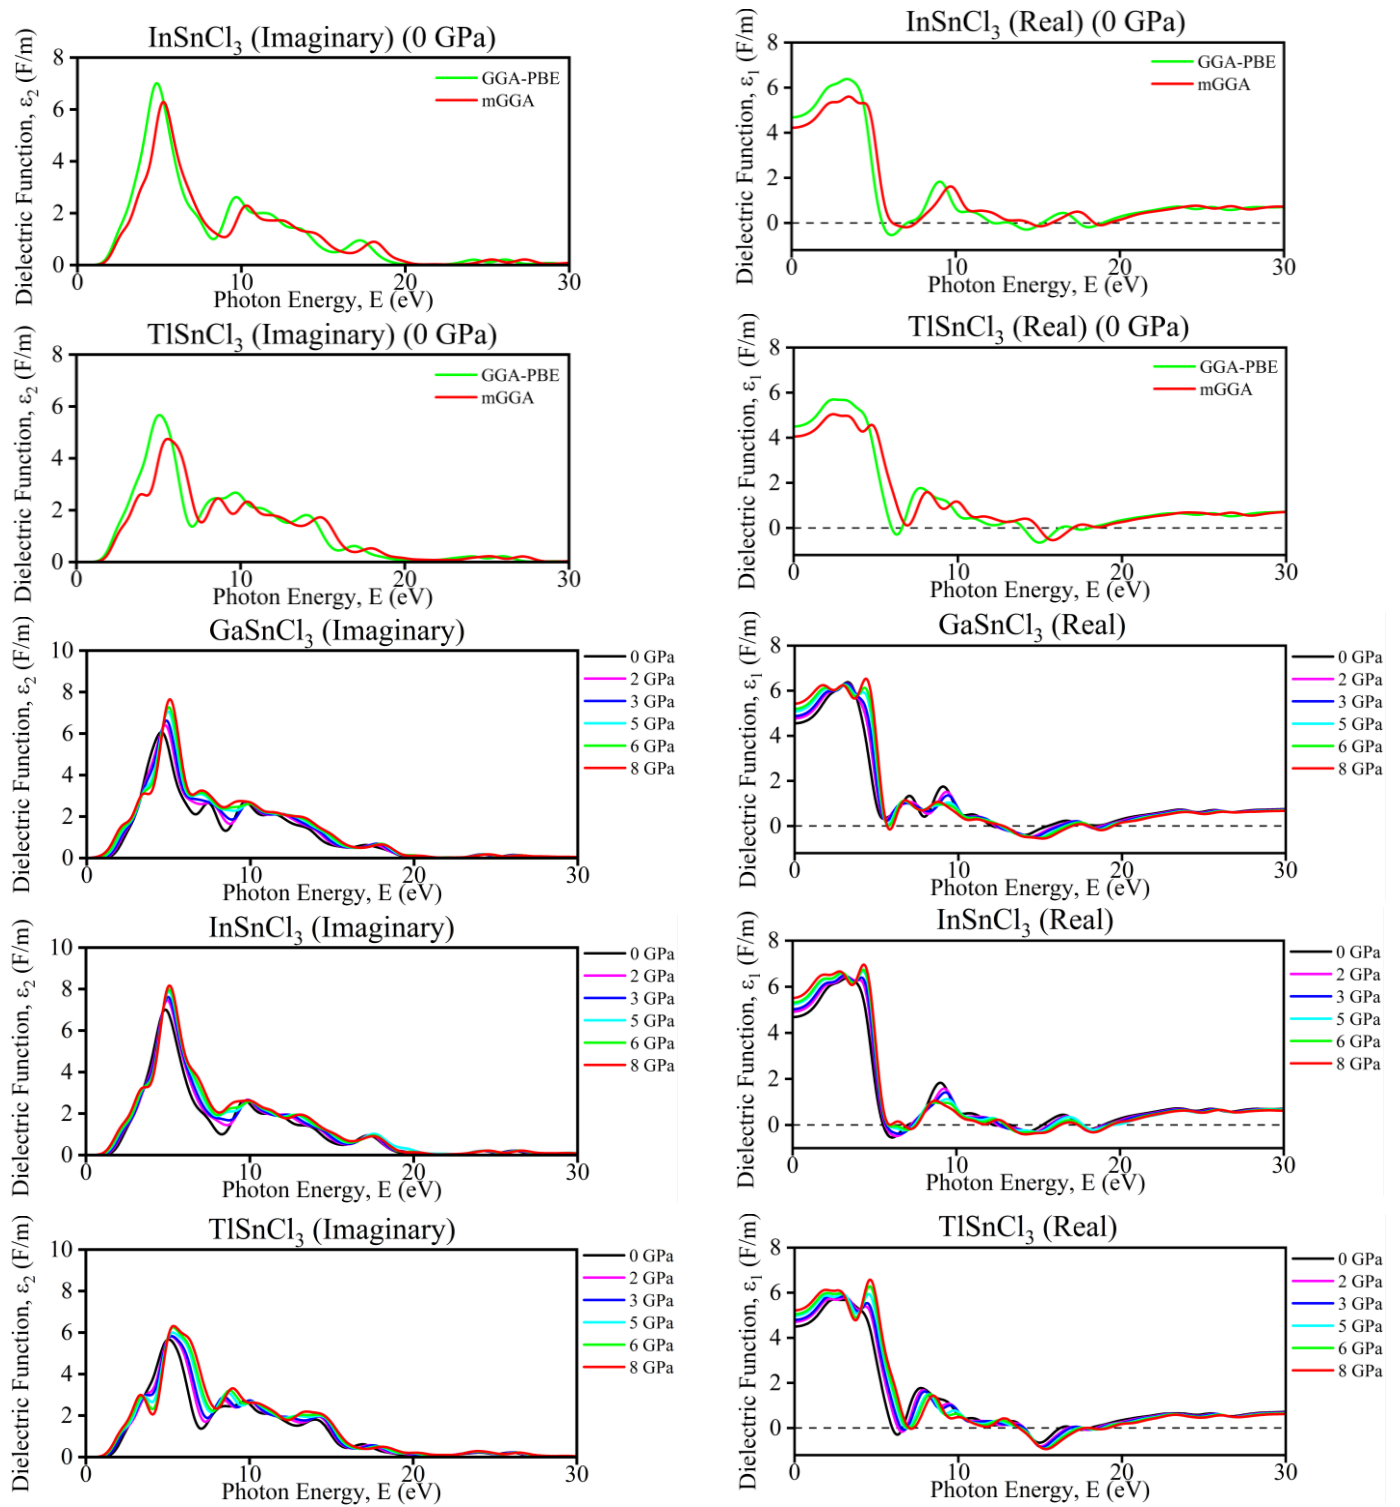 InSnCl3 (Imaginary) (0 GPa)
Dielectric Function, ε2 (F/m)
8
6
4
2
0
GGA-PBE
mGGA
0 10 20 30
Photon Energy, E (eV)
InSnCl3 (Real) (0 GPa)
Dielectric Function, ε1 (F/m)
8
6
4
2
0
GGA-PBE
mGGA
0 10 20 30
Photon Energy, E (eV)
TlSnCl3 (Imaginary) (0 GPa)
Dielectric Function, ε2 (F/m)
8
6
4
2
0
GGA-PBE
mGGA
0 10 20 30
Photon Energy, E (eV)
TlSnCl3 (Real) (0 GPa)
Dielectric Function, ε1 (F/m)
8
6
4
2
0
GGA-PBE
mGGA
0 10 20 30
Photon Energy, E (eV)
GaSnCl3 (Imaginary)
Dielectric Function, ε2 (F/m)
10
8
6
4
2
0
0 GPa
2 GPa
3 GPa
5 GPa
6 GPa
8 GPa
0 10 20 30
Photon Energy, E (eV)
GaSnCl3 (Real)
Dielectric Function, ε1 (F/m)
8
6
4
2
0
0 GPa
2 GPa
3 GPa
5 GPa
6 GPa
8 GPa
0 10 20 30
Photon Energy, E (eV)
InSnCl3 (Imaginary)
Dielectric Function, ε2 (F/m)
10
8
6
4
2
0
0 GPa
2 GPa
3 GPa
5 GPa
6 GPa
8 GPa
0 10 20 30
Photon Energy, E (eV)
InSnCl3 (Real)
Dielectric Function, ε1 (F/m)
8
6
4
2
0
0 GPa
2 GPa
3 GPa
5 GPa
6 GPa
8 GPa
0 10 20 30
Photon Energy, E (eV)
TlSnCl3 (Imaginary)
Dielectric Function, ε2 (F/m)
10
8
6
4
2
0
0 GPa
2 GPa
3 GPa
5 GPa
6 GPa
8 GPa
0 10 20 30
Photon Energy, E (eV)
TlSnCl3 (Real)
Dielectric Function, ε1 (F/m)
8
6
4
2
0
0 GPa
2 GPa
3 GPa
5 GPa
6 GPa
8 GPa
0 10 20 30
Photon Energy, E (eV)